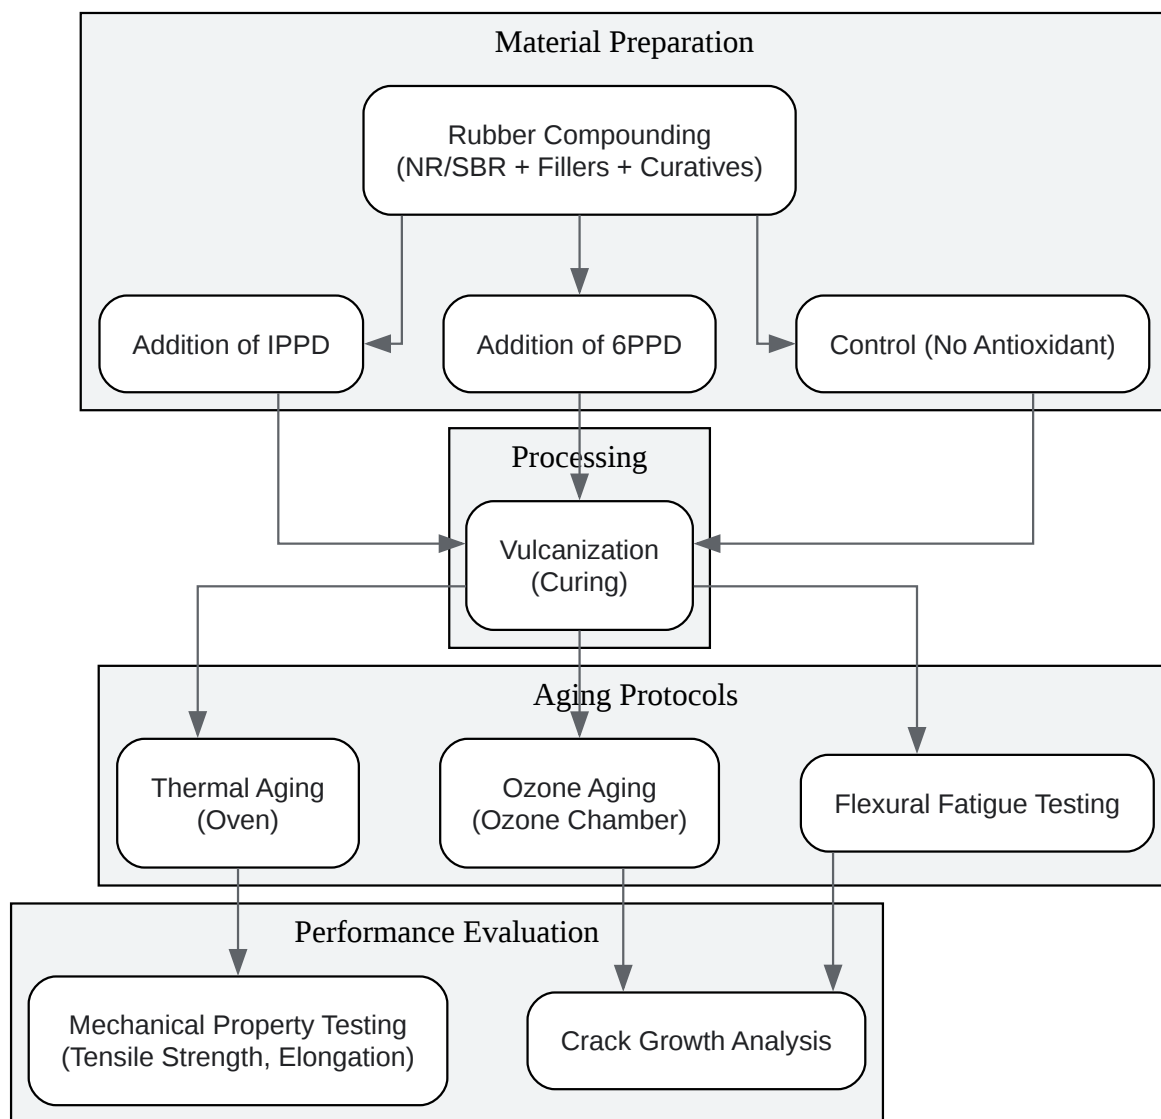 Material Preparation
Rubber Compounding
(NR/SBR + Fillers + Curatives)
Addition of IPPD
Addition of 6PPD
Control (No Antioxidant)
Processing
Vulcanization
(Curing)
Aging Protocols
Thermal Aging
(Oven)
Ozone Aging
(Ozone Chamber)
Flexural Fatigue Testing
Performance Evaluation
Mechanical Property Testing
(Tensile Strength, Elongation)
Crack Growth Analysis